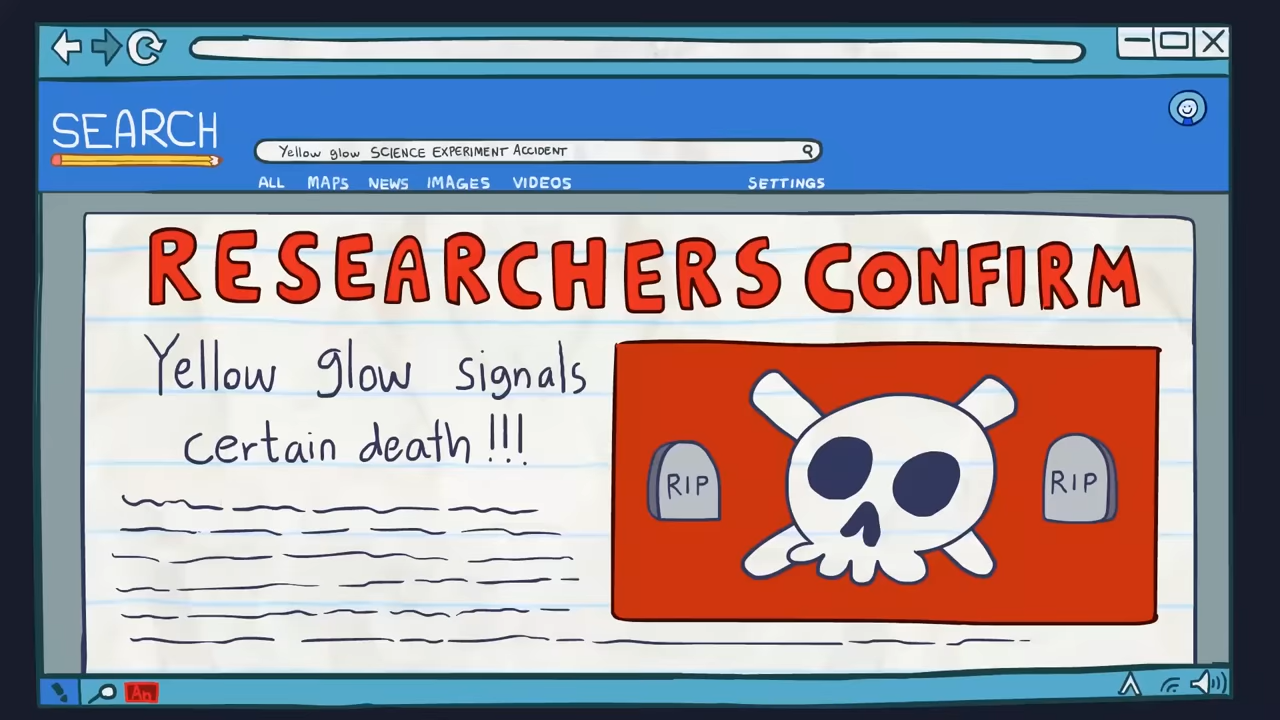 SEARCH
Yellow glow SCIENCE EXPERIMENT ACCIDENT
ALL MAPS NEWS IMAGES VIDEOS SETTINGS
RESEARCHERS CONFIRM
Yellow glow signals
certain death!!!
RIP
RIP
An